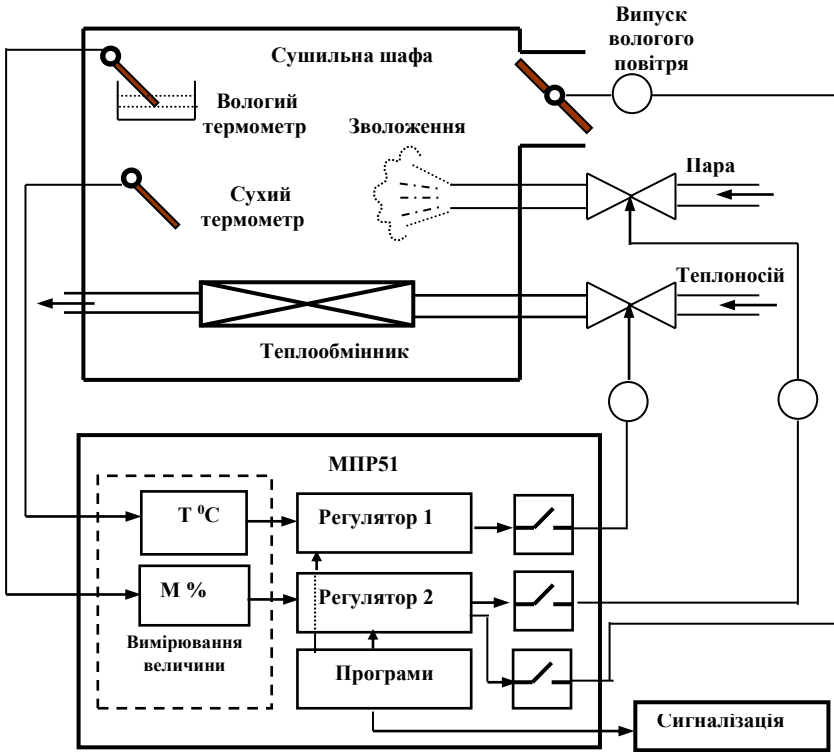 Випуск
вологого
повітря
Сушильна шафа
Вологий
термометр
Зволоження
Пара
Сухий
термометр
Теплоносій
Теплообмінник
МПР51
Т ⁰С
Регулятор 1
М %
Регулятор 2
Вимірювання
величини
Програми
Сигналізація